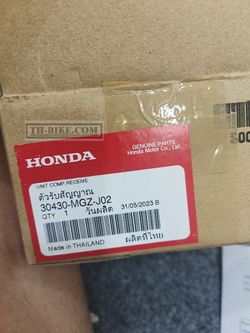 TH-BIKE.COM
GENUINE PARTS
Honda Motor Co., Ltd.
HONDA
UNIT COMP,RECEIVE
ตัวรับสัญญาณ
30430-MGZ-J02
QTY 1 วันผลิต 31/05/2023 B
Made in THAILAND ผลิตที่ไทย